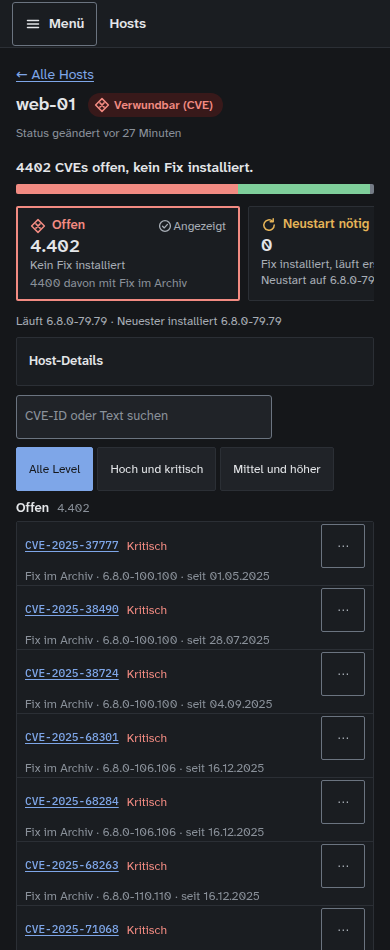 Menü
Hosts
← Alle Hosts
web-01
Verwundbar (CVE)
Status geändert vor 27 Minuten
4402 CVEs offen, kein Fix installiert.
Offen
Angezeigt
4.402
Kein Fix installiert
4400 davon mit Fix im Archiv
Neustart nötig
0
Fix installiert, läuft er
Neustart auf 6.8.0-79
Läuft 6.8.0-79.79 · Neuester installiert 6.8.0-79.79
Host-Details
CVE-ID oder Text suchen
Alle Level
Hoch und kritisch
Mittel und höher
Offen 4.402
CVE-2025-37777 Kritisch
...
Fix im Archiv · 6.8.0-100.100 · seit 01.05.2025
CVE-2025-38490 Kritisch
...
Fix im Archiv · 6.8.0-100.100 · seit 28.07.2025
CVE-2025-38724 Kritisch
...
Fix im Archiv · 6.8.0-100.100 · seit 04.09.2025
CVE-2025-68301 Kritisch
...
Fix im Archiv · 6.8.0-106.106 · seit 16.12.2025
CVE-2025-68284 Kritisch
...
Fix im Archiv · 6.8.0-106.106 · seit 16.12.2025
CVE-2025-68263 Kritisch
...
Fix im Archiv · 6.8.0-110.110 · seit 16.12.2025
CVE-2025-71068 Kritisch
...